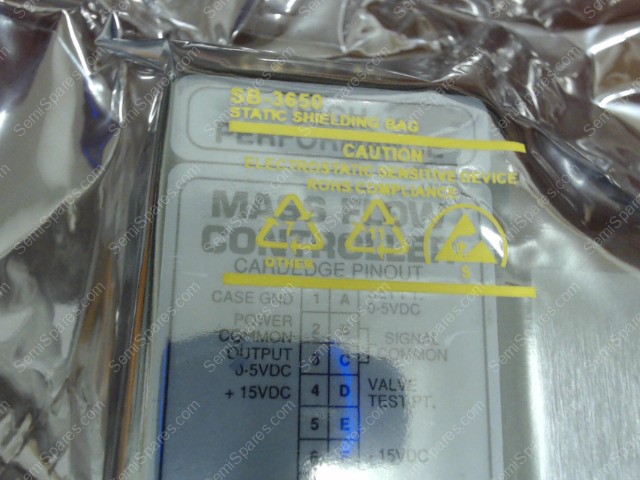 SB-3650
STATIC SHIELDING BAG
CAUTION
ELECTROSTATIC SENSITIVE DEVICE
ROHS COMPLIANCE
MASS FLOW
CONTROLLER
OTHER
S
CARDEDGE PINOUT
CASE GND 1 A
0-5VDC
POWER
COMMON 2
SIGNAL
COMMON
OUTPUT
0-5VDC 3 C
+ 15VDC 4 D VALVE
TEST PT.
5 E
6 15VDC
SemiSpares.com